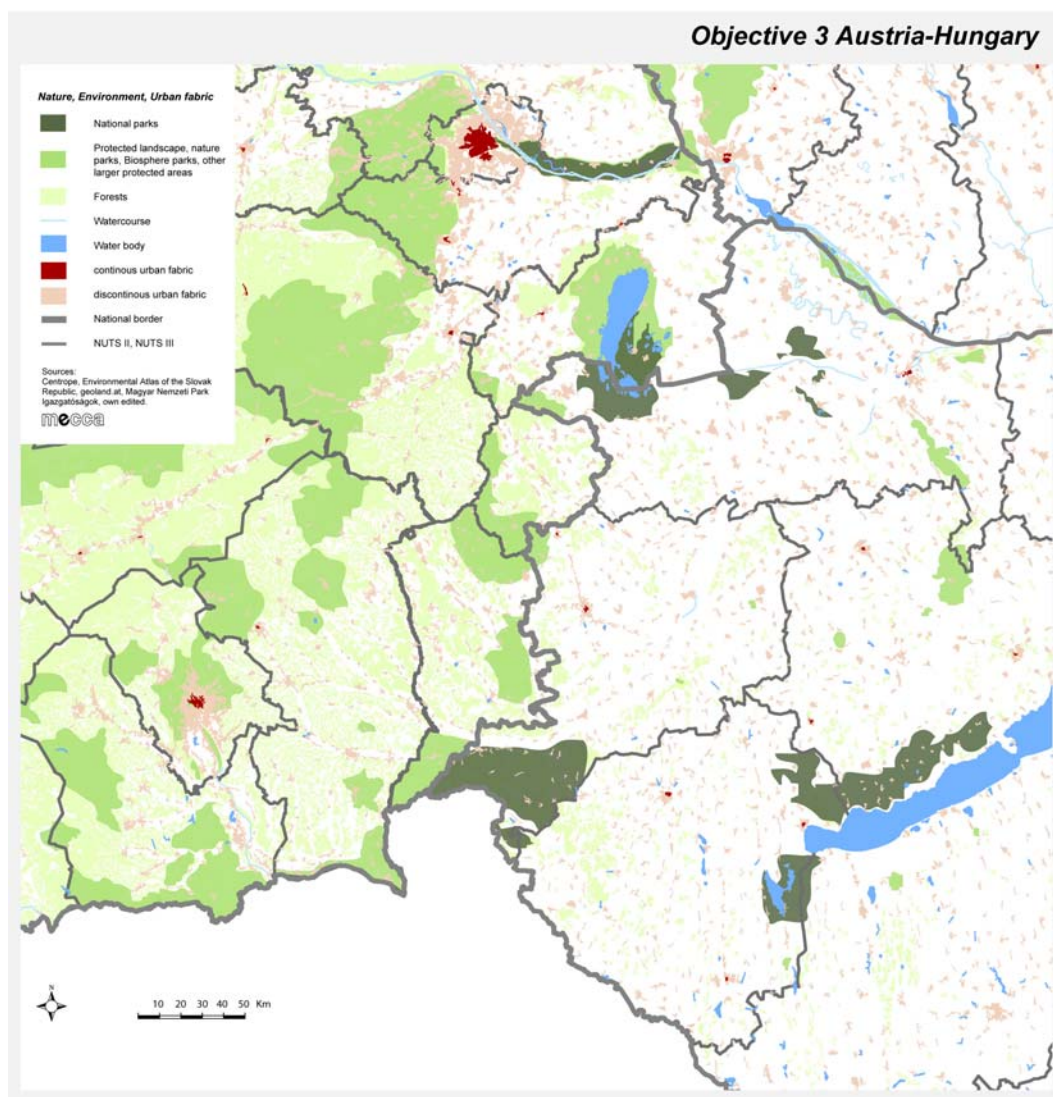 Objective 3 Austria-Hungary
Nature, Environment, Urban fabric
National parks
Protected landscape, nature
parks, Biosphere parks, other
larger protected areas
Forests
Watercourse
Water body
continous urban fabric
discontinous urban fabric
National border
NUTS II, NUTS III
Sources:
Centrope, Environmental Atlas of the Slovak
Republic, geoland.at, Magyar Nemzeti Park
Igazgatóságok, own edited.
mecca
N
10 20 30 40 50 Km